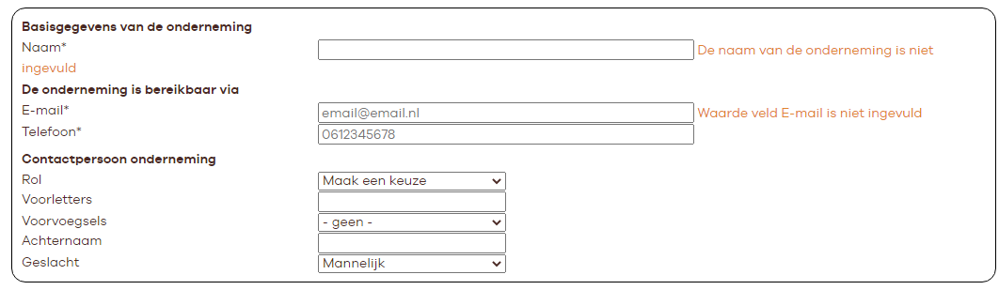 Basisgegevens van de onderneming
Naam* De naam van de onderneming is niet
ingevuld
De onderneming is bereikbaar via
E-mail* email@email.nl Waarde veld E-mail is niet ingevuld
Telefoon* 0612345678
Contactpersoon onderneming
Rol Maak een keuze
Voorletters
Voorvoegsels - geen -
Achternaam
Geslacht Mannelijk